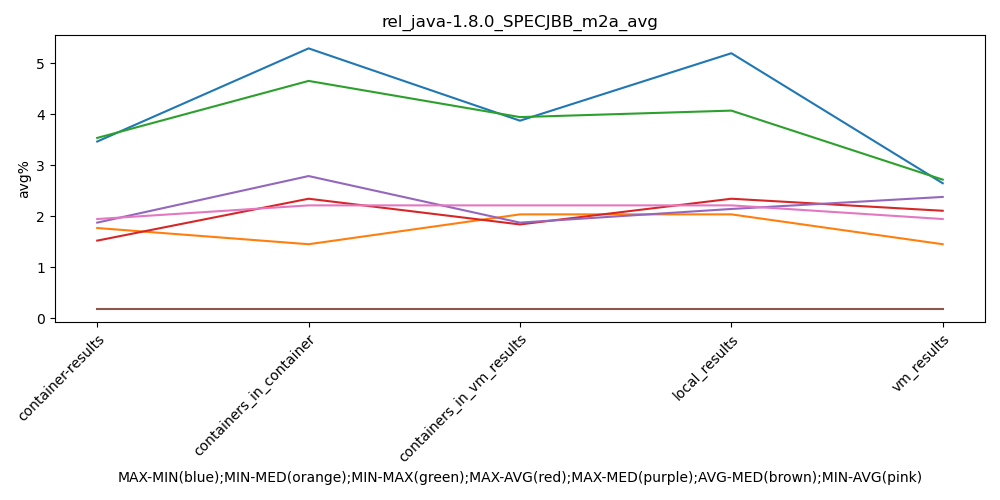 rel_java-1.8.0_SPECJBB_m2a_avg
avg%
5
4
3
2
1
0
container-results
containers_in_container
containers_in_vm_results
local_results
vm_results
MAX-MIN(blue);MIN-MED(orange);MIN-MAX(green);MAX-AVG(red);MAX-MED(purple);AVG-MED(brown);MIN-AVG(pink)